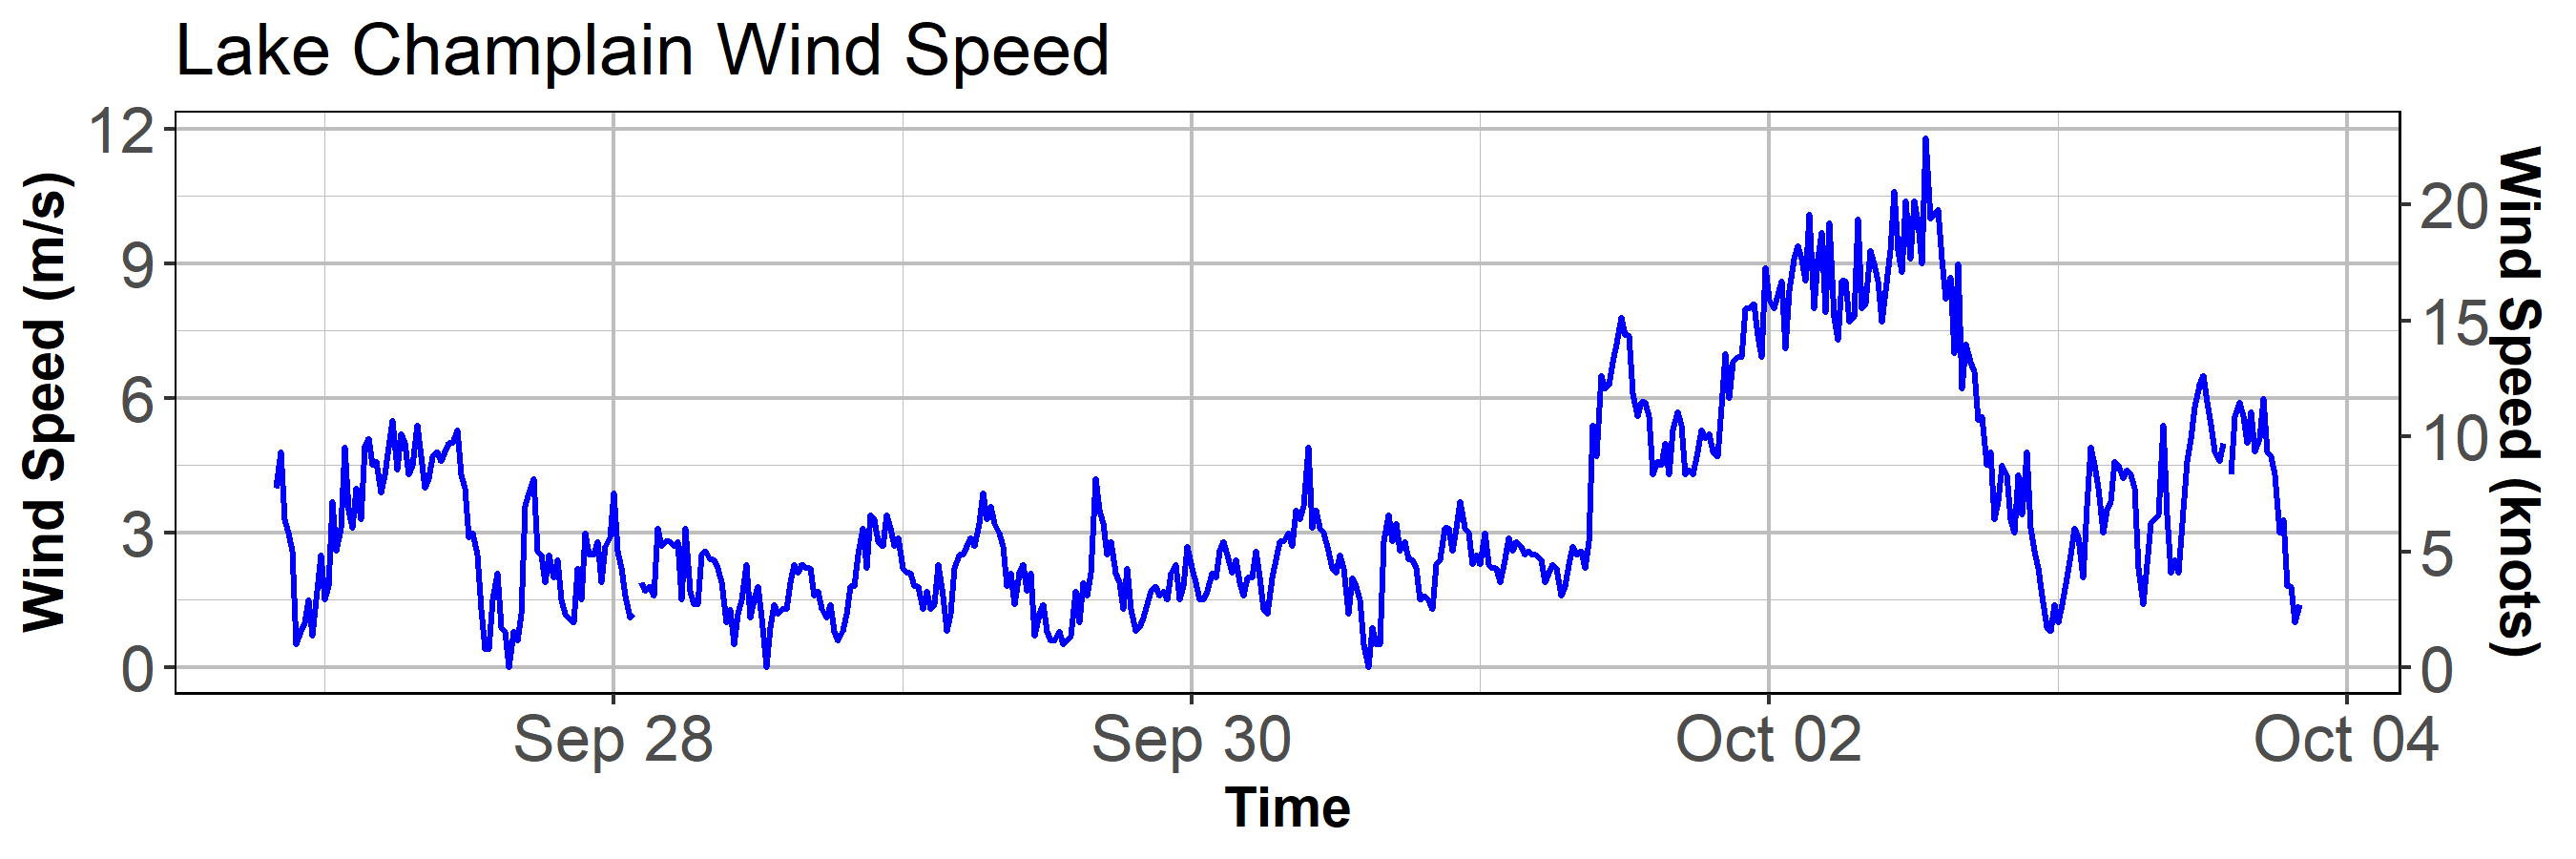 Lake Champlain Wind Speed
12
9
6
3
0
Wind Speed (m/s)
20
15
10
5
0
Wind Speed (knots)
Sep 28
Sep 30
Oct 02
Oct 04
Time